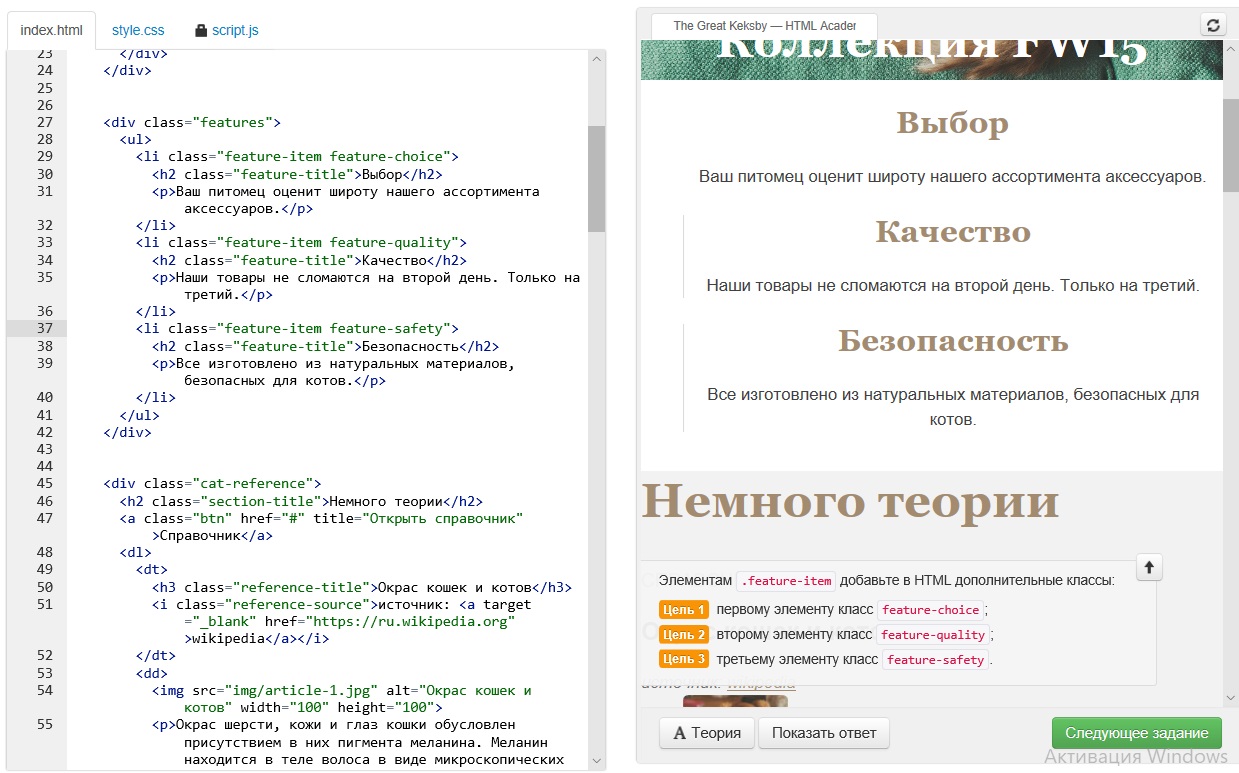 index.html style.css script.js
23 </div>
24 </div>
25
26
27 <div class="features">
28 <ul>
29 <li class="feature-item feature-choice">
30 <h2 class="feature-title">Выбор</h2>
31 <p>Ваш питомец оценит широту нашего ассортимента
аксессуаров.</p>
32 </li>
33 <li class="feature-item feature-quality">
34 <h2 class="feature-title">Качество</h2>
35 <p>Наши товары не сломаются на второй день. Только на
третий.</p>
36 </li>
37 <li class="feature-item feature-safety">
38 <h2 class="feature-title">Безопасность</h2>
39 <p>Все изготовлено из натуральных материалов,
безопасных для котов.</p>
40 </li>
41 </ul>
42 </div>
43
44
45 <div class="cat-reference">
46 <h2 class="section-title">Немного теории</h2>
47 <a class="btn" href="#" title="Открыть справочник"
>Справочник</a>
48 <dl>
49 <dt>
50 <h3 class="reference-title">Окрас кошек и котов</h3>
51 <i class="reference-source">источник: <a target
="_blank" href="https://ru.wikipedia.org"
>wikipedia</a></i>
52 </dt>
53 <dd>
54 <img src="img/article-1.jpg" alt="Окрас кошек и
котов" width="100" height="100">
55 <p>Окрас шерсти, кожи и глаз кошки обусловлен
присутствием в них пигмента меланина. Меланин
находится в теле волоса в виде микроскопических
The Great Keksby — HTML Acader
Коллекция FW15
Выбор
Ваш питомец оценит широту нашего ассортимента аксессуаров.
Качество
Наши товары не сломаются на второй день. Только на третий.
Безопасность
Все изготовлено из натуральных материалов, безопасных для
котов.
Немного теории
Элементам .feature-item добавьте в HTML дополнительные классы:
Цель 1 первому элементу класс feature-choice;
Цель 2 второму элементу класс feature-quality;
Цель 3 третьему элементу класс feature-safety.
источник: wikipedia
A Теория Показать ответ Следующее задание
Активация Windows